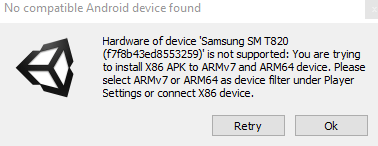 No compatible Android device found
Hardware of device 'Samsung SM T820
(f7f8b43ed8553259)' is not supported: You are trying
to install X86 APK to ARMv7 and ARM64 device. Please
select ARMv7 or ARM64 as device filter under Player
Settings or connect X86 device.
Retry
Ok